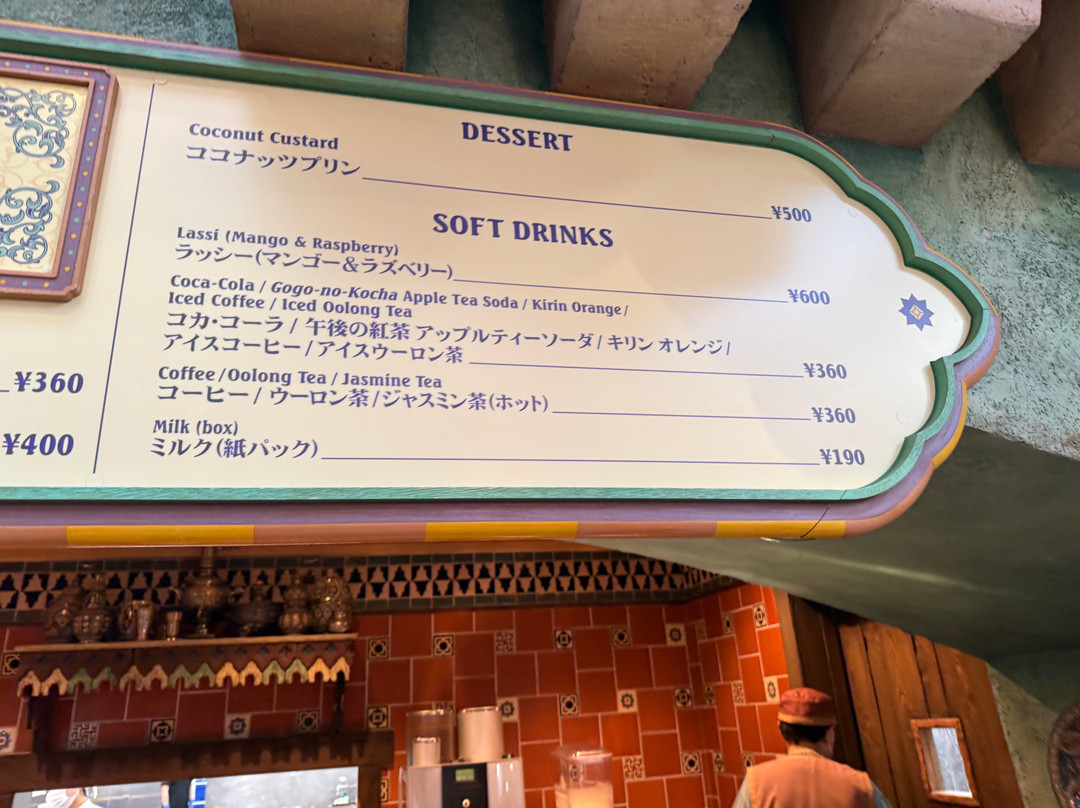 DESSERT
Coconut Custard
ココナッツプリン ¥500
SOFT DRINKS
Lassi (Mango & Raspberry)
ラッシー(マンゴー&ラズベリー) ¥600
Coca-Cola / Gogo-no-Kocha Apple Tea Soda / Kirin Orange /
Iced Coffee / Iced Oolong Tea
コカ・コーラ / 午後の紅茶 アップルティーソーダ / キリン オレンジ /
アイスコーヒー / アイスウーロン茶 ¥360
Coffee / Oolong Tea / Jasmine Tea
コーヒー / ウーロン茶 / ジャスミン茶(ホット) ¥360
Milk (box)
ミルク(紙パック) ¥190
¥360
¥400